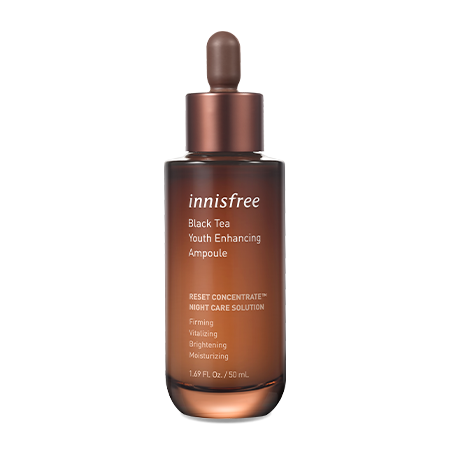 innisfree
Black Tea
Youth Enhancing
Ampoule
RESET CONCENTRATE™
NIGHT CARE SOLUTION
Firming
Vitalizing
Brightening
Moisturizing
1.69 FL Oz. / 50 mL